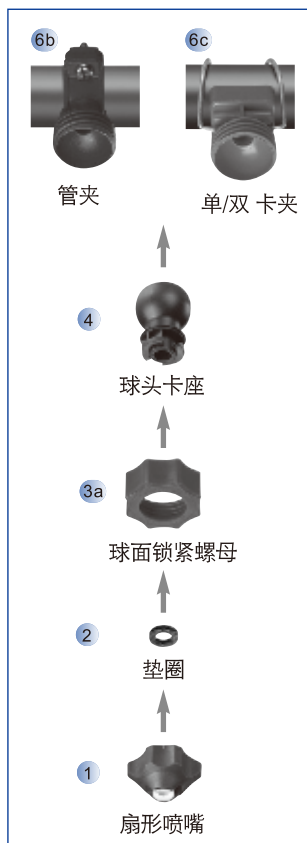 6b 6c
管夹 单/双 卡夹
4
球头卡座
3a
球面锁紧螺母
2
垫圈
1
扇形喷嘴